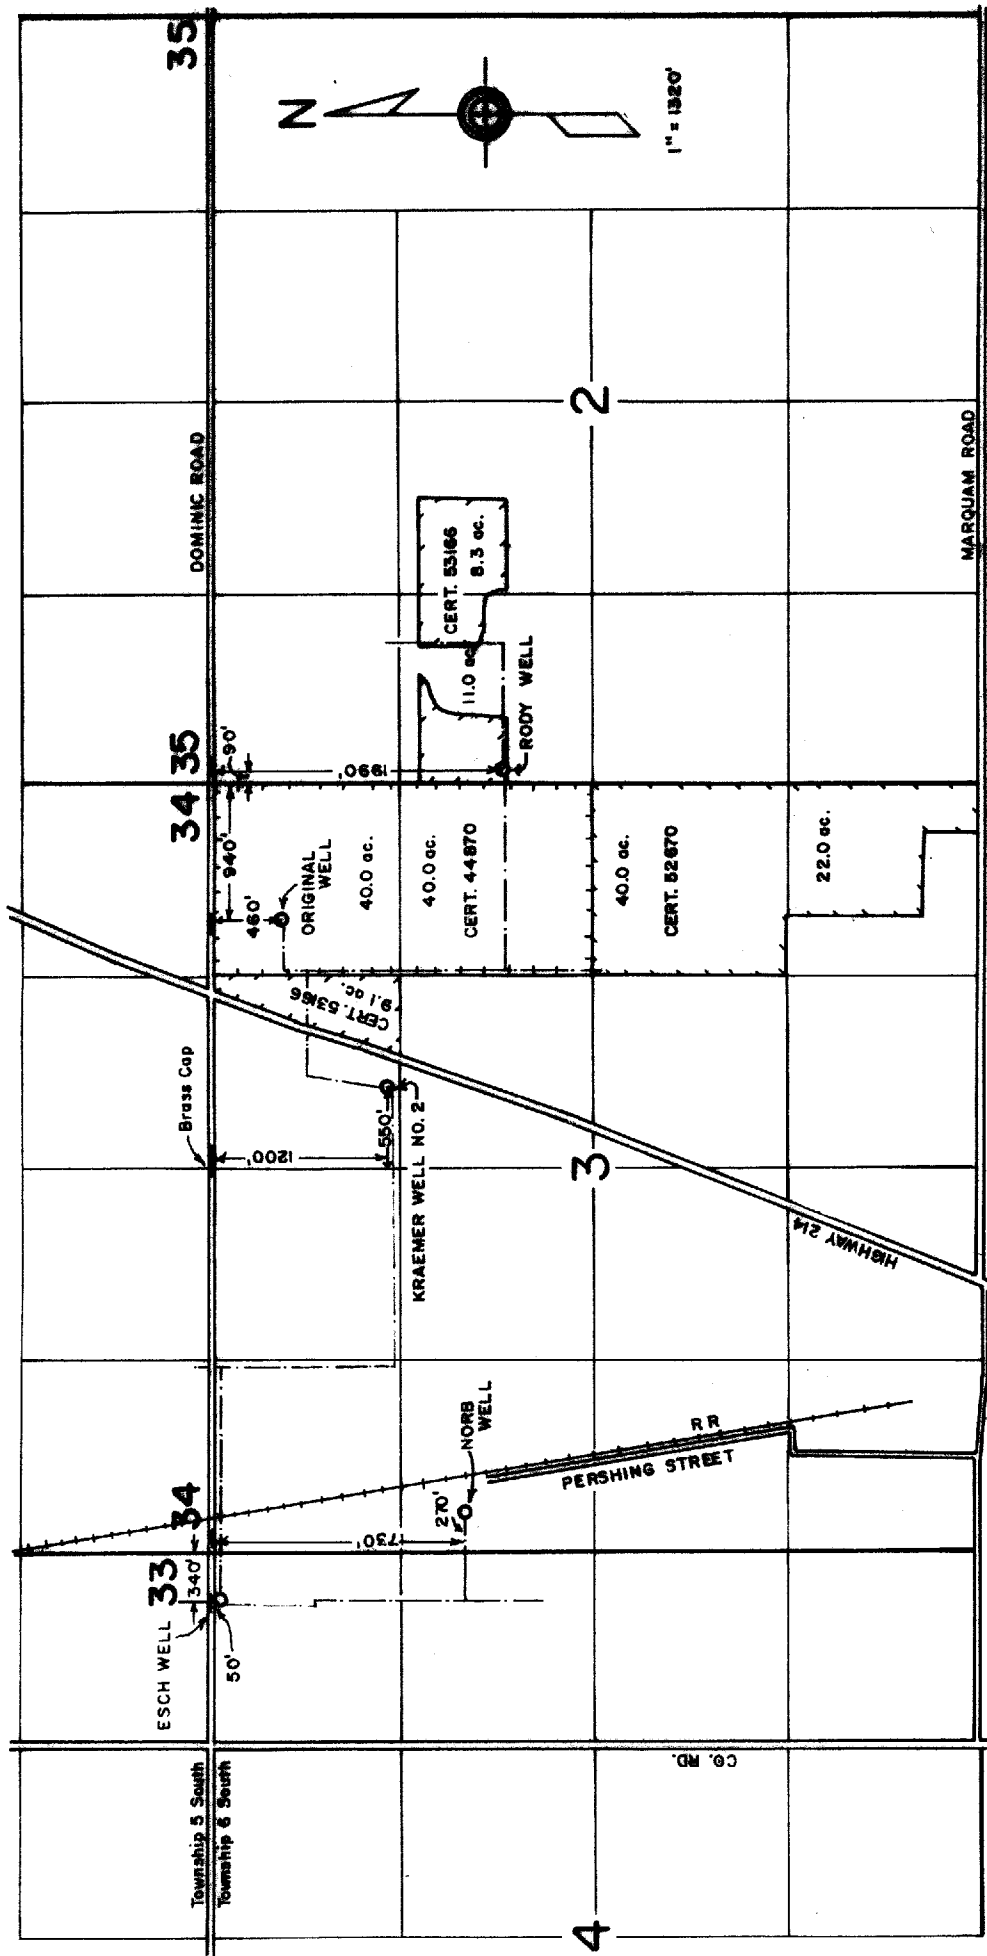 35
N
1" = 1320'
DOMINIC ROAD
2
MARQUAM ROAD
CERT. 53166
8.3 ac.
11.0 ac.
RODY WELL
34 35
90'
1990'
940'
460'
ORIGINAL
WELL
40.0 ac.
40.0 ac.
CERT. 44870
40.0 ac.
CERT. 52670
22.0 ac.
CERT. 53166
9.1 ac.
Brass Cap
1200'
550'
KRAEMER WELL NO. 2
3
HIGHWAY 214
NORB
WELL
RR
PERSHING STREET
270'
1730'
33 34
340'
ESCH WELL
50'
Township 5 South
Township 6 South
CO. RD.
4